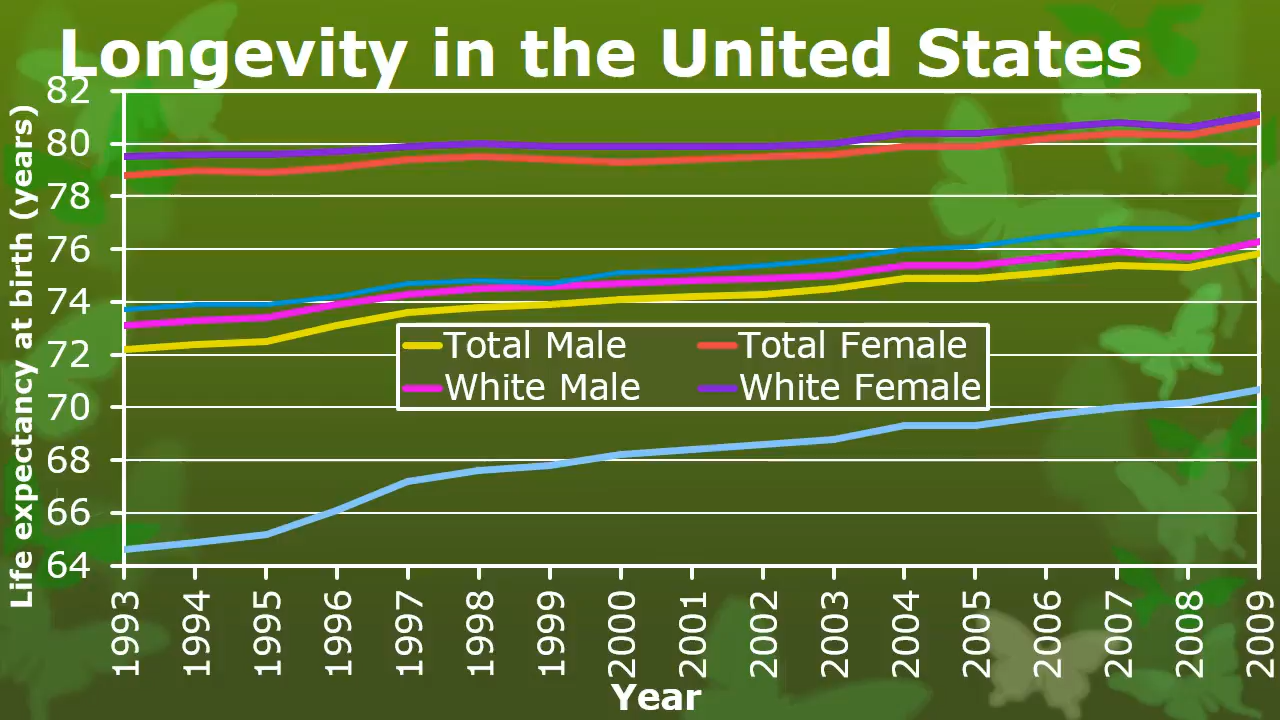 Longevity in the United States
Life expectancy at birth (years)
82
80
78
76
74
72
70
68
66
64
Total Male Total Female
White Male White Female
1993 1994 1995 1996 1997 1998 1999 2000 2001 2002 2003 2004 2005 2006 2007 2008 2009
Year